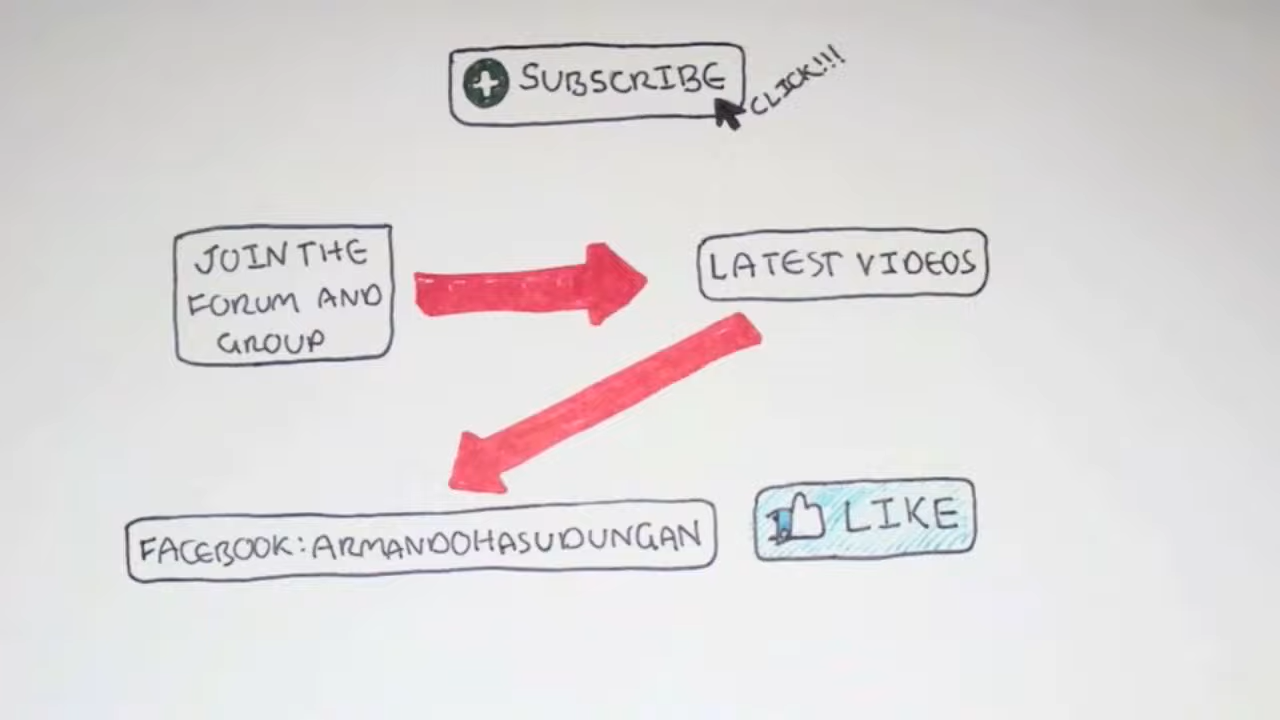 SUBSCRIBE
CLICK!!!
JOIN THE
FORUM AND
GROUP
LATEST VIDEOS
FACEBOOK: ARMANDOHASUDUNGAN
LIKE